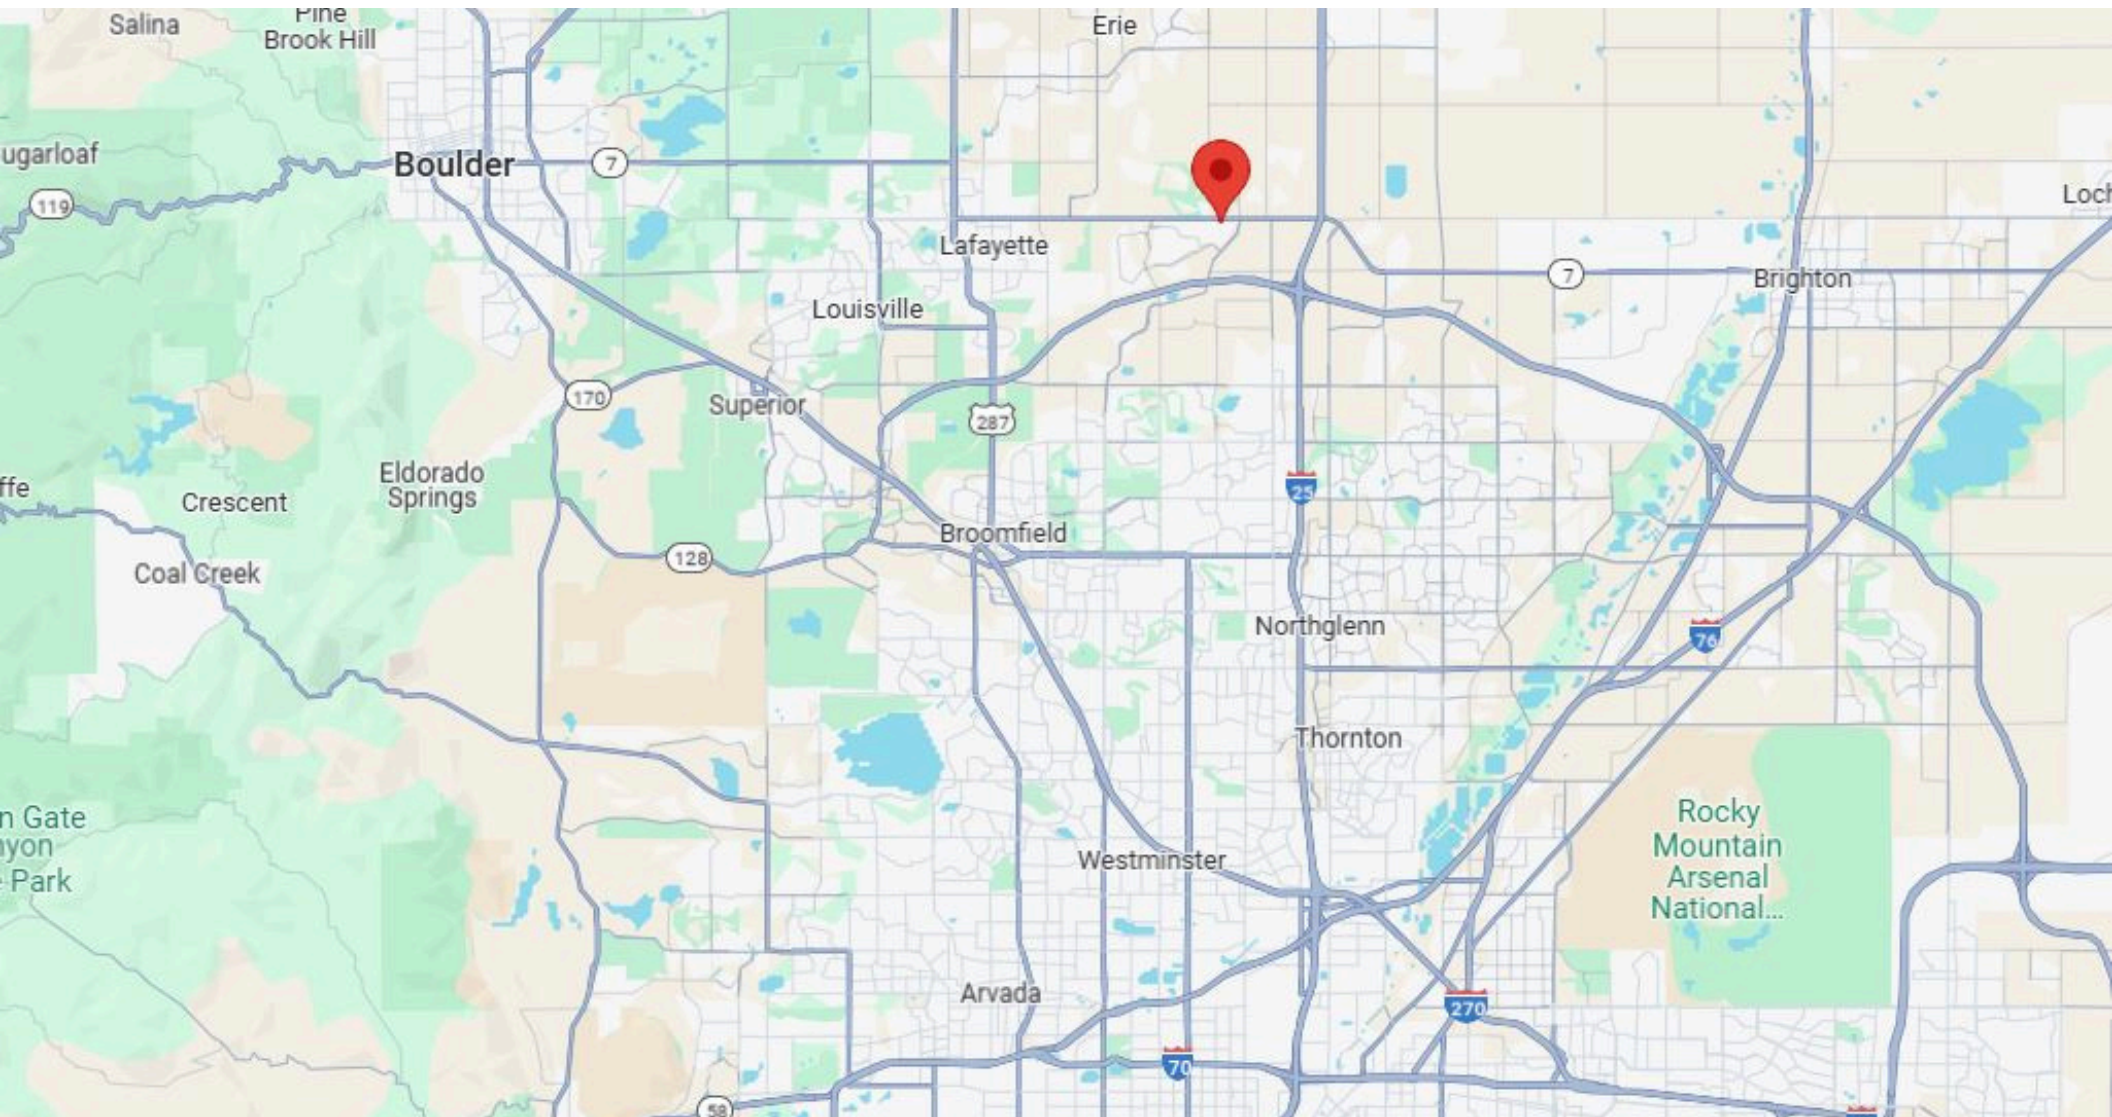 Salina
Pine
Brook Hill
Erie
ugarloaf
Boulder
7
119
Loch
Lafayette
7
Brighton
Louisville
170
Superior
287
Eldorado
Springs
ffe
Crescent
25
Broomfield
128
Coal Creek
Northglenn
76
Thornton
n Gate
nyon
e Park
Rocky
Mountain
Arsenal
National...
Westminster
Arvada
270
70
58